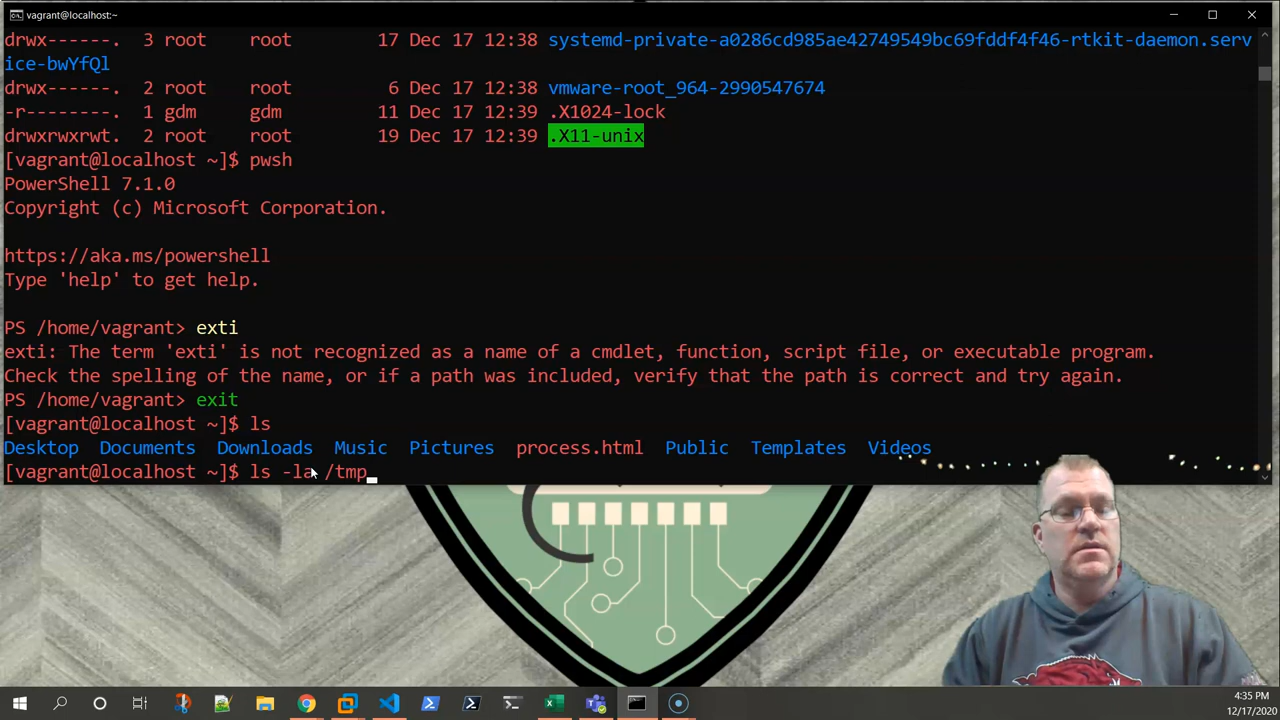 vagrant@localhost:~
drwx------. 3 root root 17 Dec 17 12:38 systemd-private-a0286cd985ae42749549bc69fddf4f46-rtkit-daemon.serv
ice-bwYfQl
drwx------. 2 root root 6 Dec 17 12:38 vmware-root_964-2990547674
-r--------. 1 gdm gdm 11 Dec 17 12:39 .X1024-lock
drwxrwxrwt. 2 root root 19 Dec 17 12:39 .X11-unix
[vagrant@localhost ~]$ pwsh
PowerShell 7.1.0
Copyright (c) Microsoft Corporation.
https://aka.ms/powershell
Type 'help' to get help.
PS /home/vagrant> exti
exti: The term 'exti' is not recognized as a name of a cmdlet, function, script file, or executable program.
Check the spelling of the name, or if a path was included, verify that the path is correct and try again.
PS /home/vagrant> exit
[vagrant@localhost ~]$ ls
Desktop Documents Downloads Music Pictures process.html Public Templates Videos
[vagrant@localhost ~]$ ls -la /tmp
4:35 PM
12/17/2020